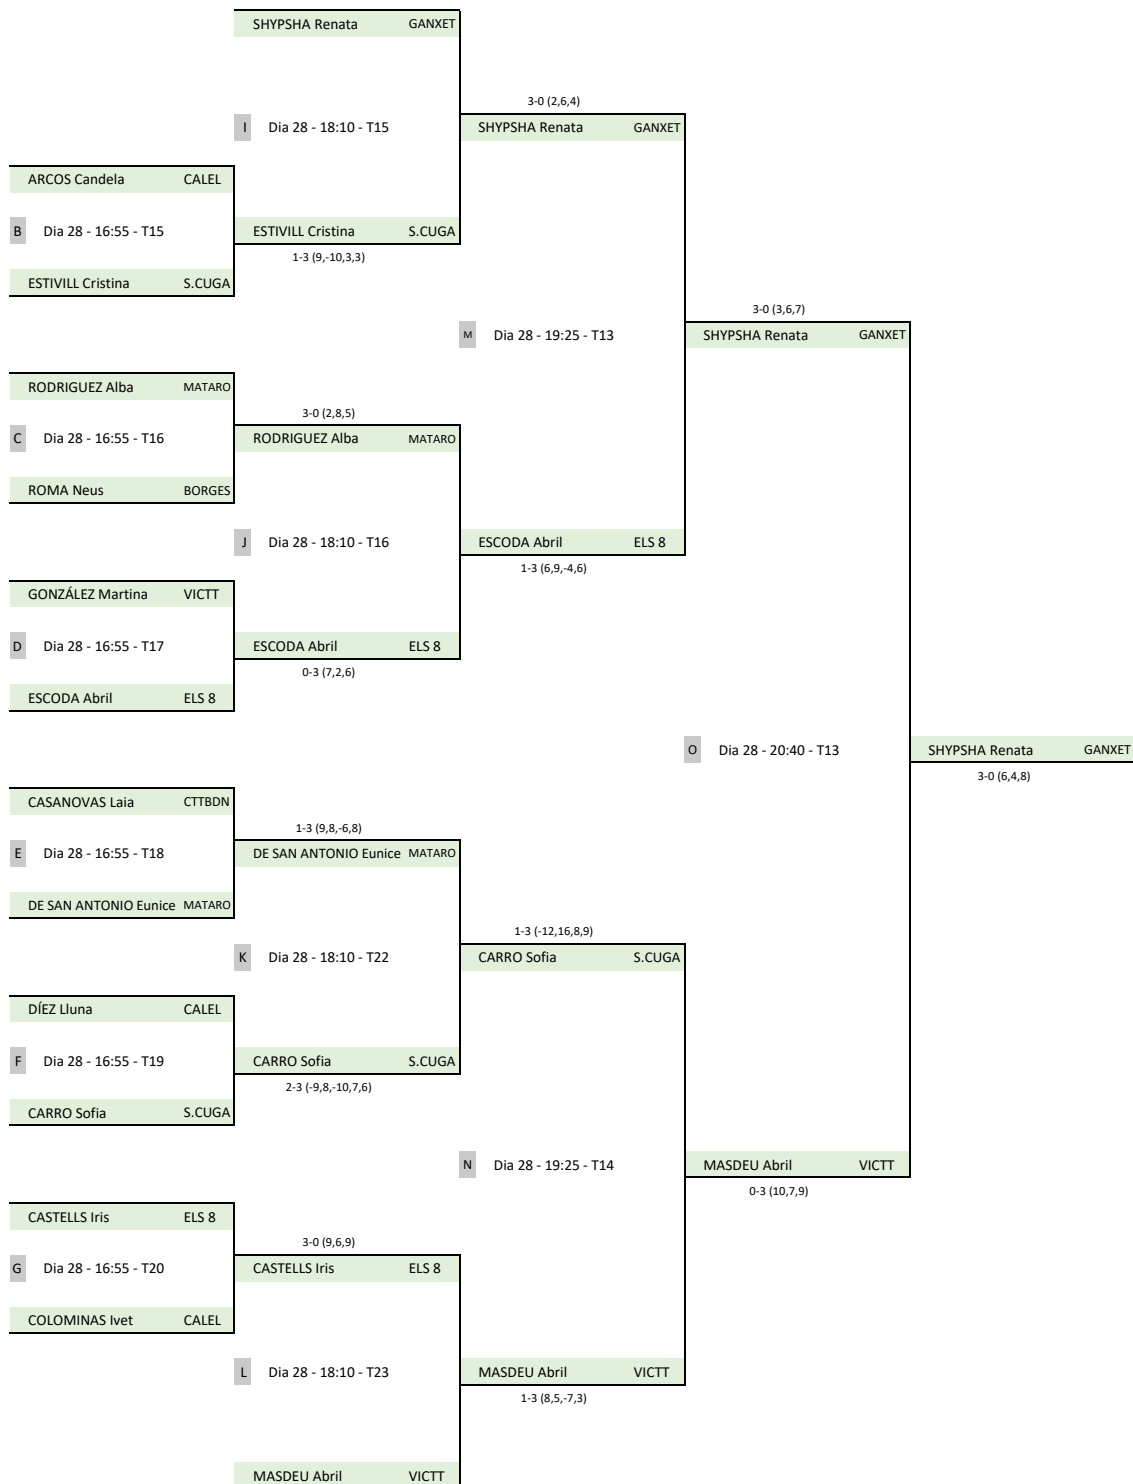 SHYPSHA Renata GANXET
3-0 (2,6,4)
I Dia 28 - 18:10 - T15 SHYPSHA Renata GANXET
ARCOS Candela CALEL
B Dia 28 - 16:55 - T15 ESTIVILL Cristina S.CUGA
1-3 (9,-10,3,3)
ESTIVILL Cristina S.CUGA
3-0 (3,6,7)
M Dia 28 - 19:25 - T13 SHYPSHA Renata GANXET
RODRIGUEZ Alba MATARO
3-0 (2,8,5)
C Dia 28 - 16:55 - T16 RODRIGUEZ Alba MATARO
ROMA Neus BORGES
J Dia 28 - 18:10 - T16 ESCODA Abril ELS 8
1-3 (6,9,-4,6)
GONZÁLEZ Martina VICTT
D Dia 28 - 16:55 - T17 ESCODA Abril ELS 8
0-3 (7,2,6)
ESCODA Abril ELS 8
O Dia 28 - 20:40 - T13 SHYPSHA Renata GANXET
3-0 (6,4,8)
CASANOVAS Laia CTTBDN
1-3 (9,8,-6,8)
E Dia 28 - 16:55 - T18 DE SAN ANTONIO Eunice MATARO
DE SAN ANTONIO Eunice MATARO
1-3 (-12,16,8,9)
K Dia 28 - 18:10 - T22 CARRO Sofia S.CUGA
DÍEZ Lluna CALEL
F Dia 28 - 16:55 - T19 CARRO Sofia S.CUGA
2-3 (-9,8,-10,7,6)
CARRO Sofia S.CUGA
N Dia 28 - 19:25 - T14 MASDEU Abril VICTT
0-3 (10,7,9)
CASTELLS Iris ELS 8
3-0 (9,6,9)
G Dia 28 - 16:55 - T20 CASTELLS Iris ELS 8
COLOMINAS Ivet CALEL
L Dia 28 - 18:10 - T23 MASDEU Abril VICTT
1-3 (8,5,-7,3)
MASDEU Abril VICTT